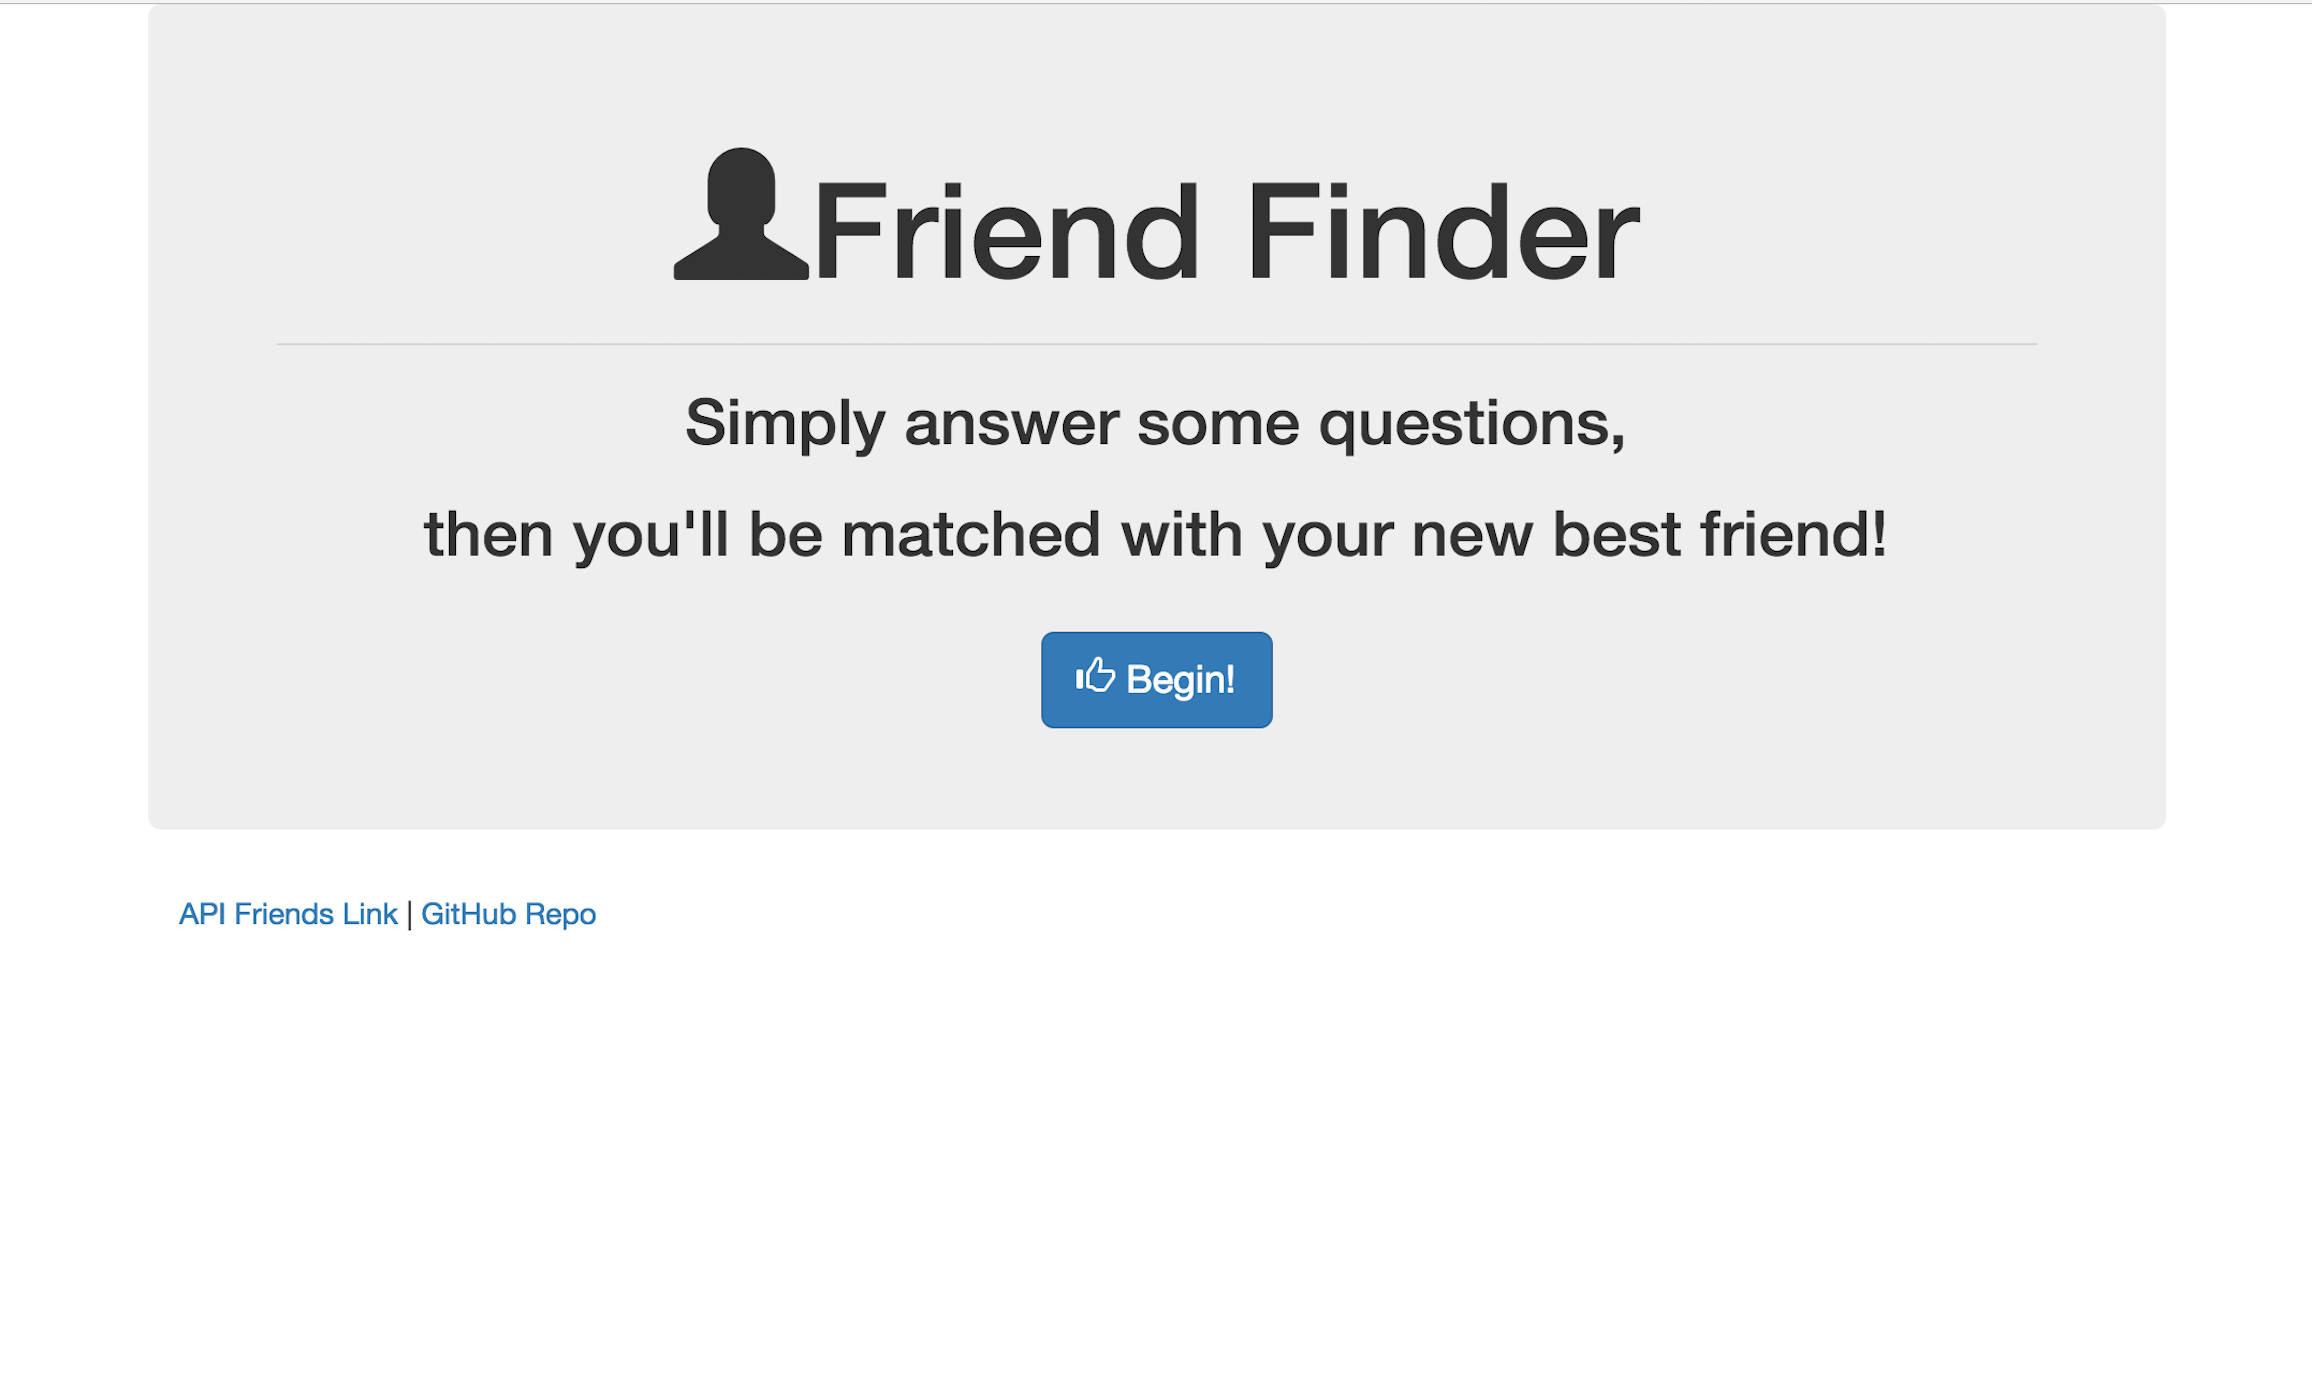 Friend Finder
Simply answer some questions,
then you'll be matched with your new best friend!
Begin!
API Friends Link | GitHub Repo